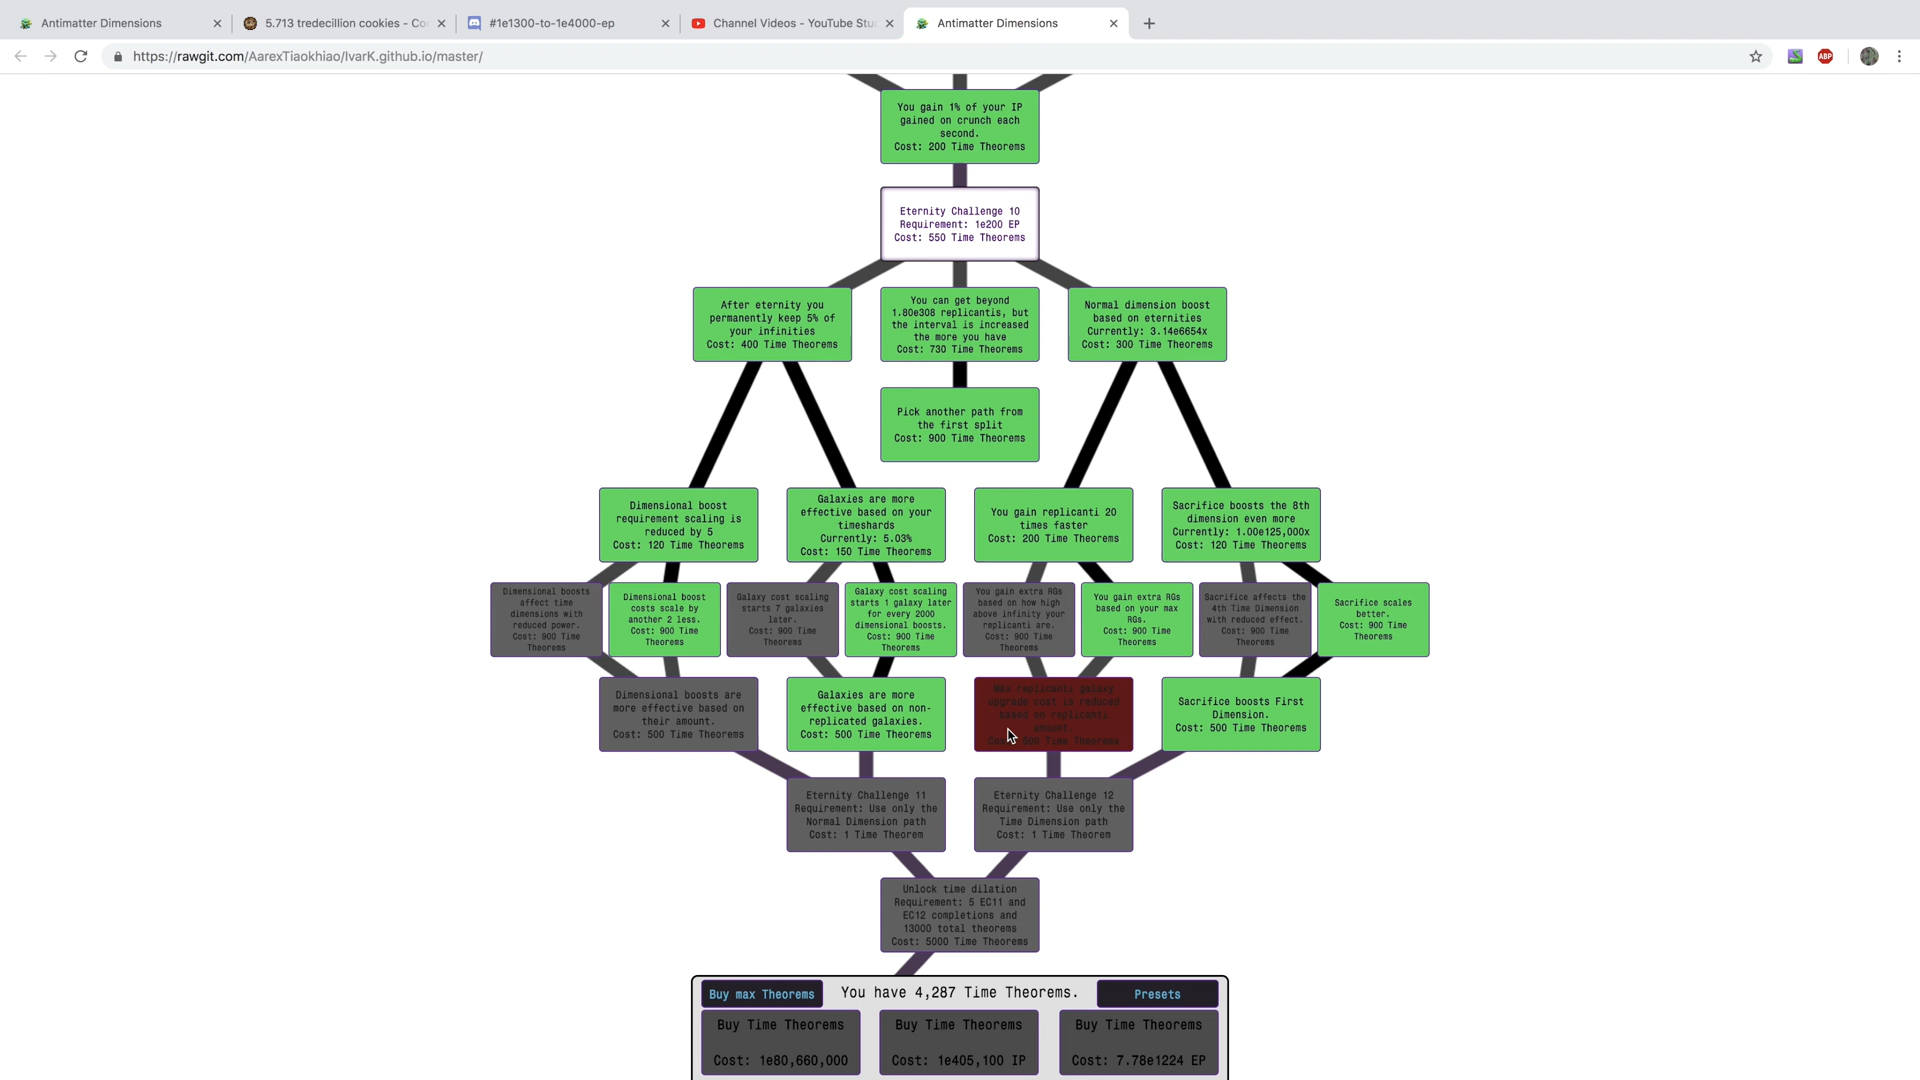 Antimatter Dimensions
5.713 tredecillion cookies - Coo
#1e1300-to-1e4000-ep
Channel Videos - YouTube Stu
Antimatter Dimensions
https://rawgit.com/AarexTiaokhiao/IvarK.github.io/master/
ABP
You gain 1% of your IP
gained on crunch each
second.
Cost: 200 Time Theorems
Eternity Challenge 10
Requirement: 1e200 EP
Cost: 550 Time Theorems
After eternity you
permanently keep 5% of
your infinities
Cost: 400 Time Theorems
You can get beyond
1.80e308 replicantis, but
the interval is increased
the more you have
Cost: 730 Time Theorems
Normal dimension boost
based on eternities
Currently: 3.14e6654x
Cost: 300 Time Theorems
Pick another path from
the first split
Cost: 900 Time Theorems
Dimensional boost
requirement scaling is
reduced by 5
Cost: 120 Time Theorems
Galaxies are more
effective based on your
timeshards
Currently: 5.03%
Cost: 150 Time Theorems
You gain replicanti 20
times faster
Cost: 200 Time Theorems
Sacrifice boosts the 8th
dimension even more
Currently: 1.00e125,000x
Cost: 120 Time Theorems
Dimensional boosts
affect time
dimensions with
reduced power.
Cost: 900 Time
Theorems
Dimensional boost
costs scale by
another 2 less.
Cost: 900 Time
Theorems
Galaxy cost scaling
starts 7 galaxies
later.
Cost: 900 Time
Theorems
Galaxy cost scaling
starts 1 galaxy later
for every 2000
dimensional boosts.
Cost: 900 Time
Theorems
You gain extra RGs
based on how high
above infinity your
replicanti are.
Cost: 900 Time
Theorems
You gain extra RGs
based on your max
RGs.
Cost: 900 Time
Theorems
Sacrifice affects the
4th Time Dimension
with reduced effect.
Cost: 900 Time
Theorems
Sacrifice scales
better.
Cost: 900 Time
Theorems
Dimensional boosts are
more effective based on
their amount.
Cost: 500 Time Theorems
Galaxies are more
effective based on non-
replicated galaxies.
Cost: 500 Time Theorems
Max replicanti galaxy
upgrade cost is reduced
based on replicanti
amount.
Cost: 500 Time Theorems
Sacrifice boosts First
Dimension.
Cost: 500 Time Theorems
Eternity Challenge 11
Requirement: Use only the
Normal Dimension path
Cost: 1 Time Theorem
Eternity Challenge 12
Requirement: Use only the
Time Dimension path
Cost: 1 Time Theorem
Unlock time dilation
Requirement: 5 EC11 and
EC12 completions and
13000 total theorems
Cost: 5000 Time Theorems
Buy max Theorems
You have 4,287 Time Theorems.
Presets
Buy Time Theorems
Cost: 1e80,660,000
Buy Time Theorems
Cost: 1e405,100 IP
Buy Time Theorems
Cost: 7.78e1224 EP